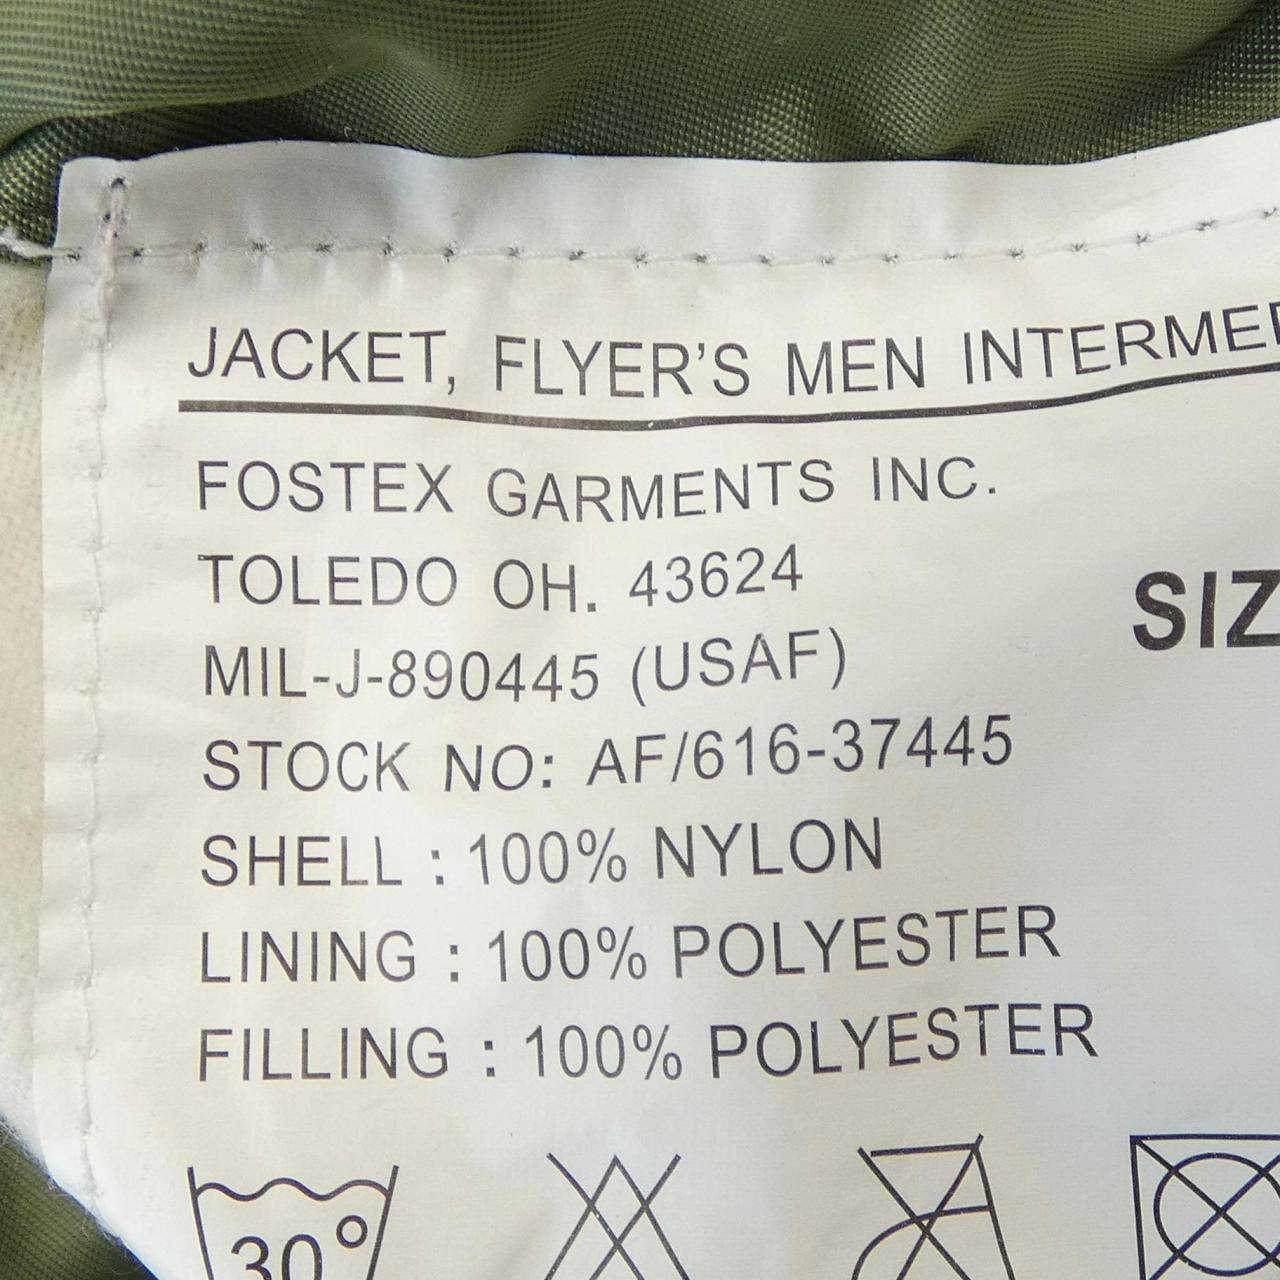 JACKET, FLYER'S MEN INTERMED
FOSTEX GARMENTS INC.
TOLEDO OH. 43624
SIZ
MIL-J-890445 (USAF)
STOCK NO: AF/616-37445
SHELL : 100% NYLON
LINING : 100% POLYESTER
FILLING : 100% POLYESTER
30°